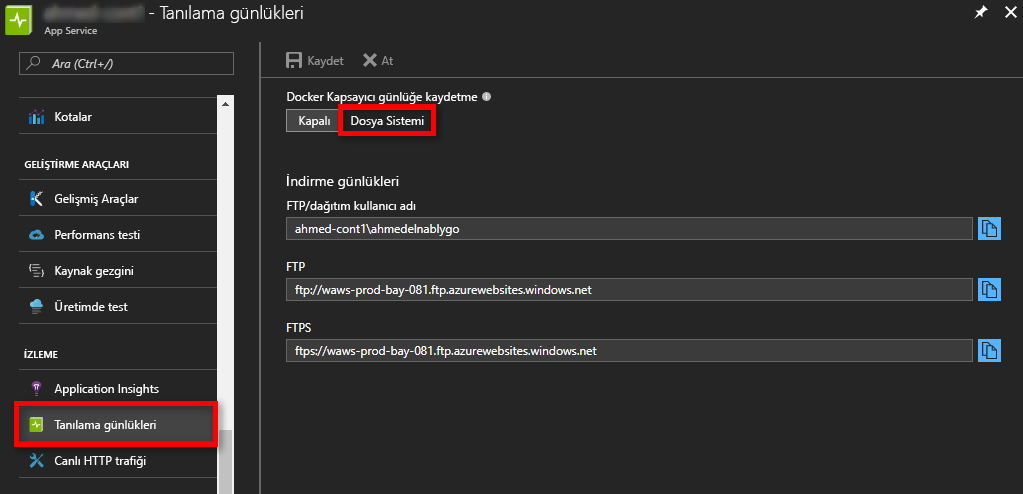 - Tanılama günlükleri
App Service
Ara (Ctrl+/)
Kotalar
GELİŞTİRME ARAÇLARI
Gelişmiş Araçlar
Performans testi
Kaynak gezgini
Üretimde test
İZLEME
Application Insights
Tanılama günlükleri
Canlı HTTP trafiği
Kaydet At
Docker Kapsayıcı günlüğe kaydetme
Kapalı Dosya Sistemi
İndirme günlükleri
FTP/dağıtım kullanıcı adı
ahmed-cont1\ahmedelnablygo
FTP
ftp://waws-prod-bay-081.ftp.azurewebsites.windows.net
FTPS
ftps://waws-prod-bay-081.ftp.azurewebsites.windows.net